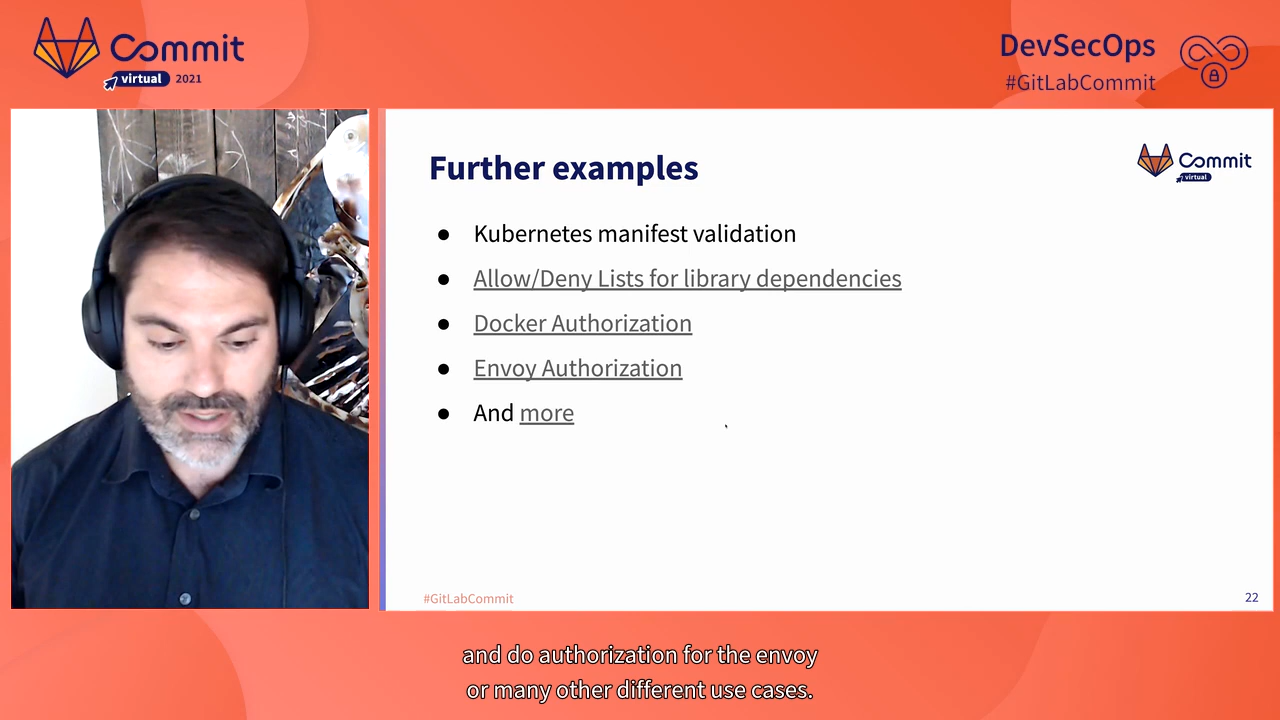 Commit
virtual 2021
DevSecOps
#GitLabCommit
Further examples
Commit
virtual
● Kubernetes manifest validation
● Allow/Deny Lists for library dependencies
● Docker Authorization
● Envoy Authorization
● And more
#GitLabCommit
22
and do authorization for the envoy
or many other different use cases.